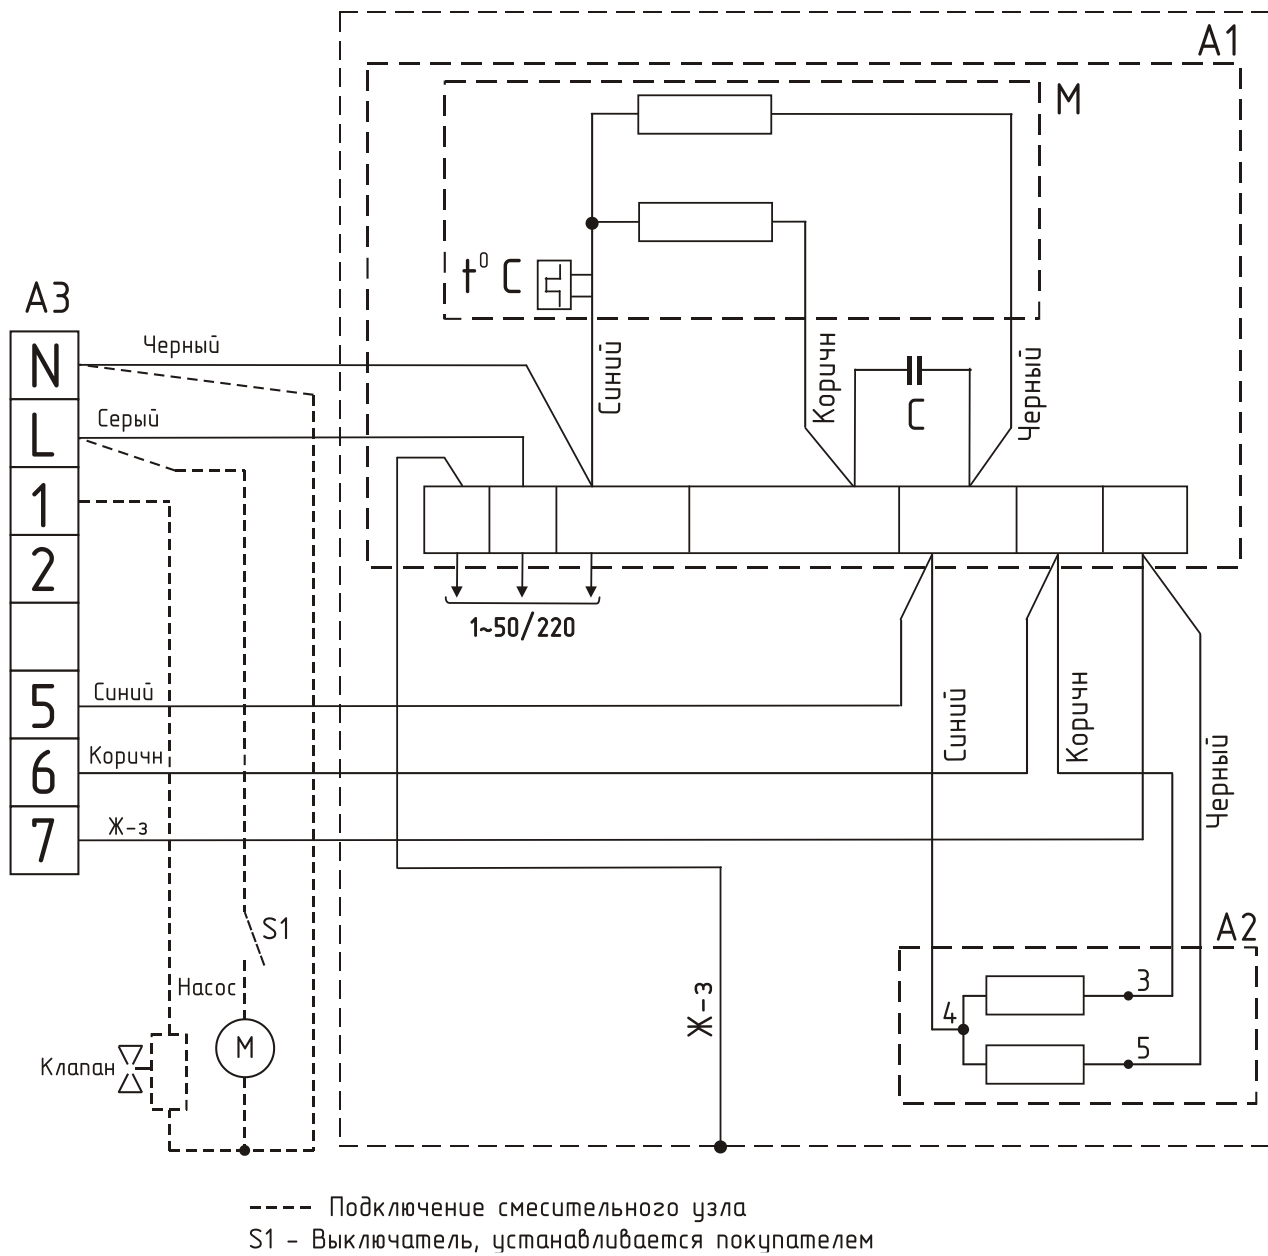 A1
M
t⁰ C
A3
N
Черный
L
Серый
1
2
5
Синий
6
Коричн
7
Ж-з
Синий
Коричн
C
Черный
1~50/220
Синий
Коричн
Черный
S1
Насос
M
Клапан
Ж-з
A2
3
4
5
Подключение смесительного узла
S1 - Выключатель, устанавливается покупателем